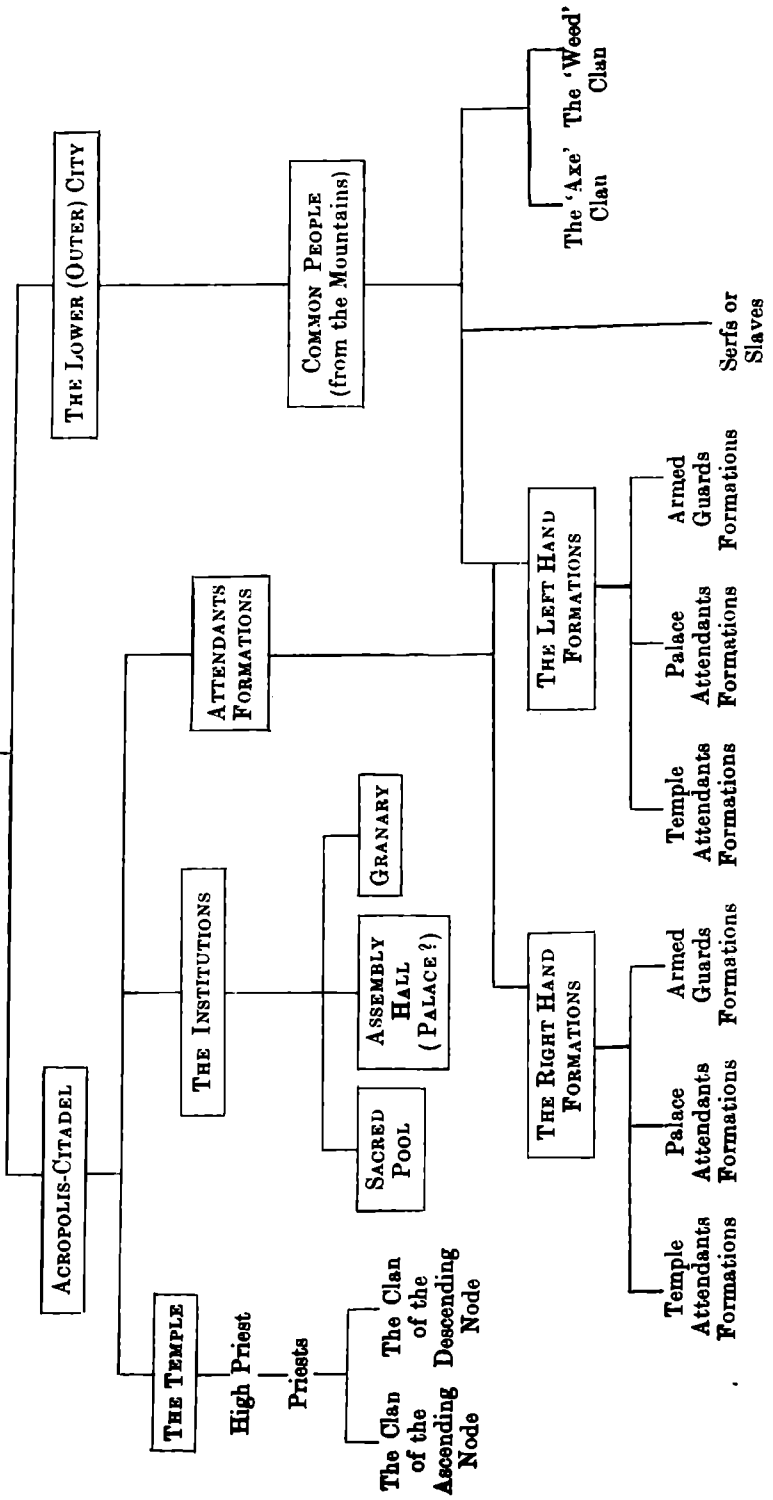 ACROPOLIS-CITADEL
THE LOWER (OUTER) CITY
THE TEMPLE
High Priest
Priests
The Clan
of the
Ascending
Node
The Clan
of the
Descending
Node
THE INSTITUTIONS
SACRED
POOL
ASSEMBLY
HALL
(PALACE?)
GRANARY
ATTENDANTS
FORMATIONS
COMMON PEOPLE
(from the Mountains)
THE RIGHT HAND
FORMATIONS
Temple
Attendants
Formations
Palace
Attendants
Formations
Armed
Guards
Formations
THE LEFT HAND
FORMATIONS
Temple
Attendants
Formations
Palace
Attendants
Formations
Armed
Guards
Formations
Serfs or
Slaves
The 'Axe'
Clan
The 'Weed'
Clan